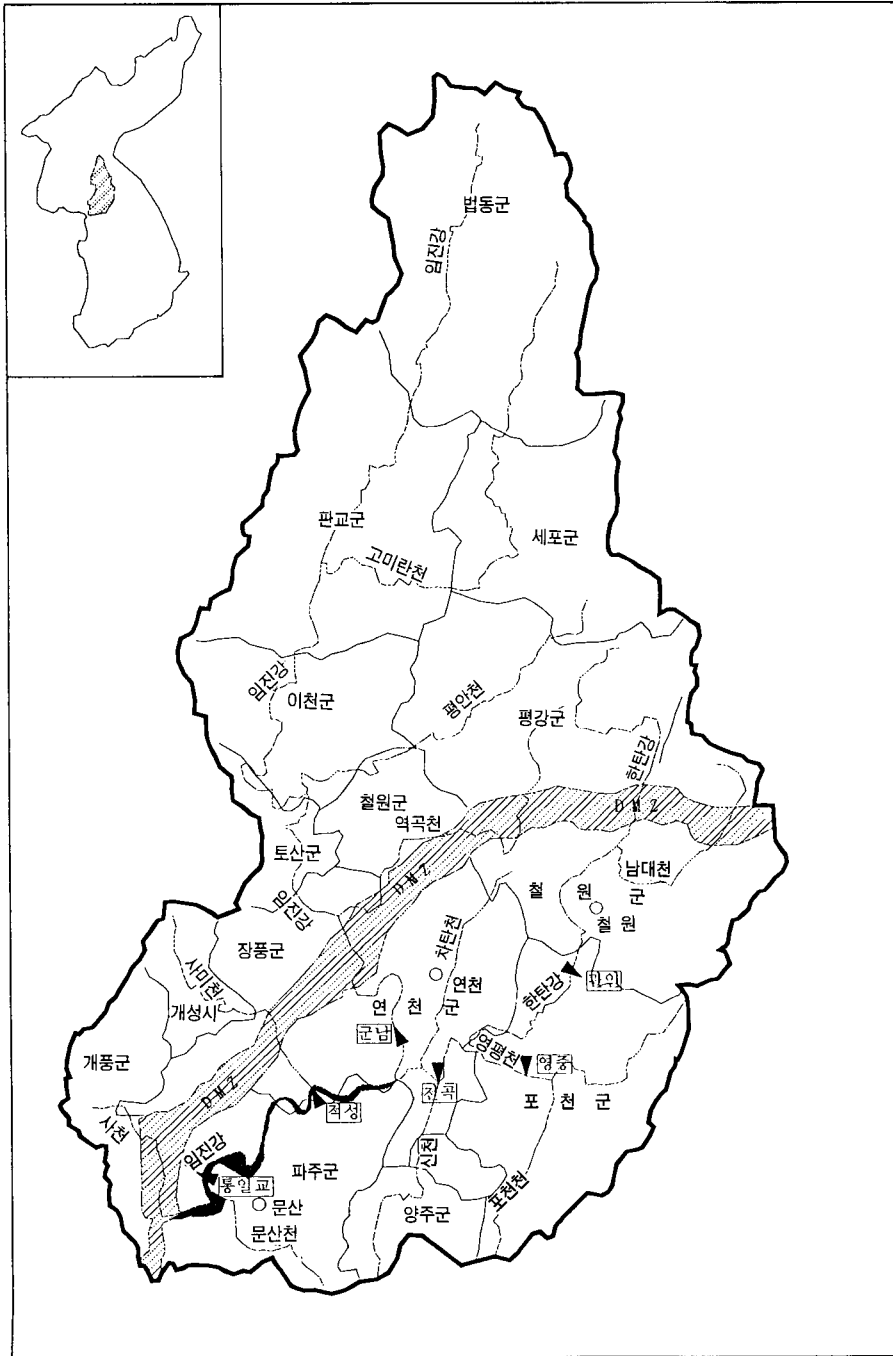 법동군
임진강
판교군
세포군
고미란천
임진강
이천군
평안천
평강군
한탄강
DMZ
철원군
역곡천
토산군
DMZ
남대천
철원군
철원
임진강
장풍군
차탄천
사미천
개성시
연천군
연천
한탄강
군남
개풍군
영평천
영중
DMZ
전곡
포천군
적성
사천
임진강
신천
파주군
통일교
문산
포천천
양주군
문산천